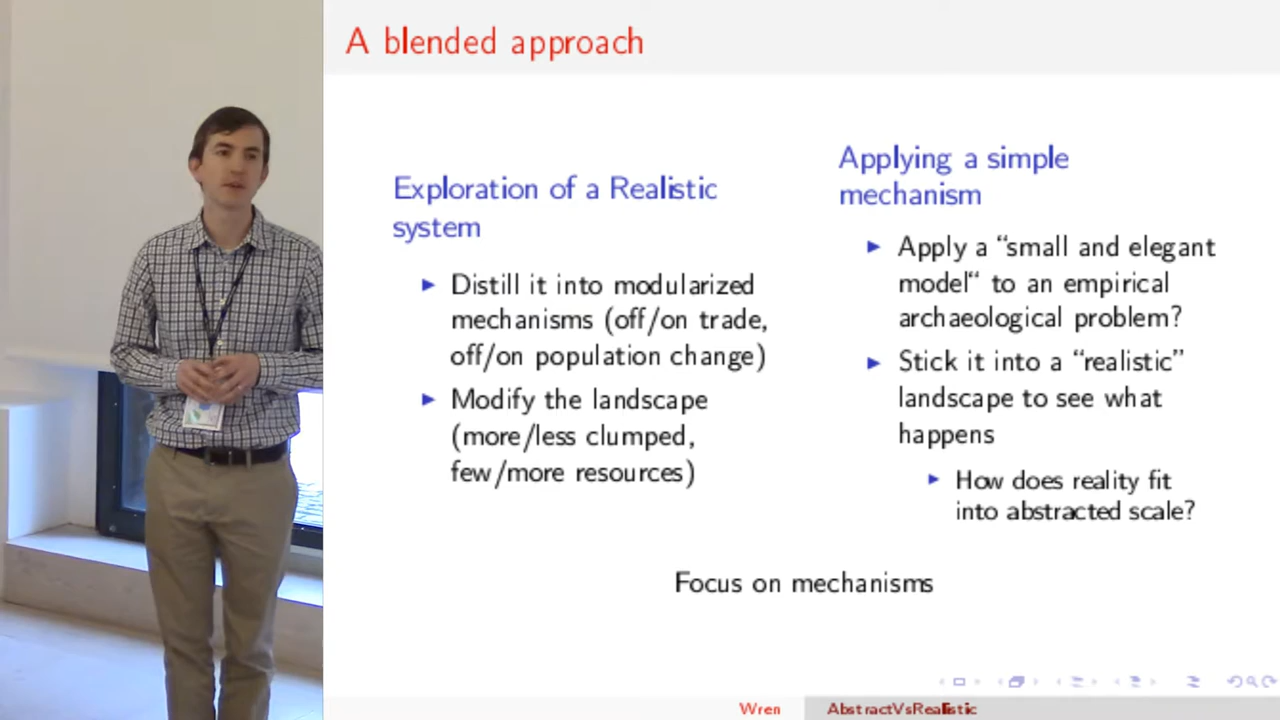 A blended approach
Exploration of a Realistic
system
► Distill it into modularized
mechanisms (off/on trade,
off/on population change)
► Modify the landscape
(more/less clumped,
few/more resources)
Applying a simple
mechanism
► Apply a “small and elegant
model“ to an empirical
archaeological problem?
► Stick it into a “realistic”
landscape to see what
happens
► How does reality fit
into abstracted scale?
Focus on mechanisms
Wren
AbstractVsRealistic